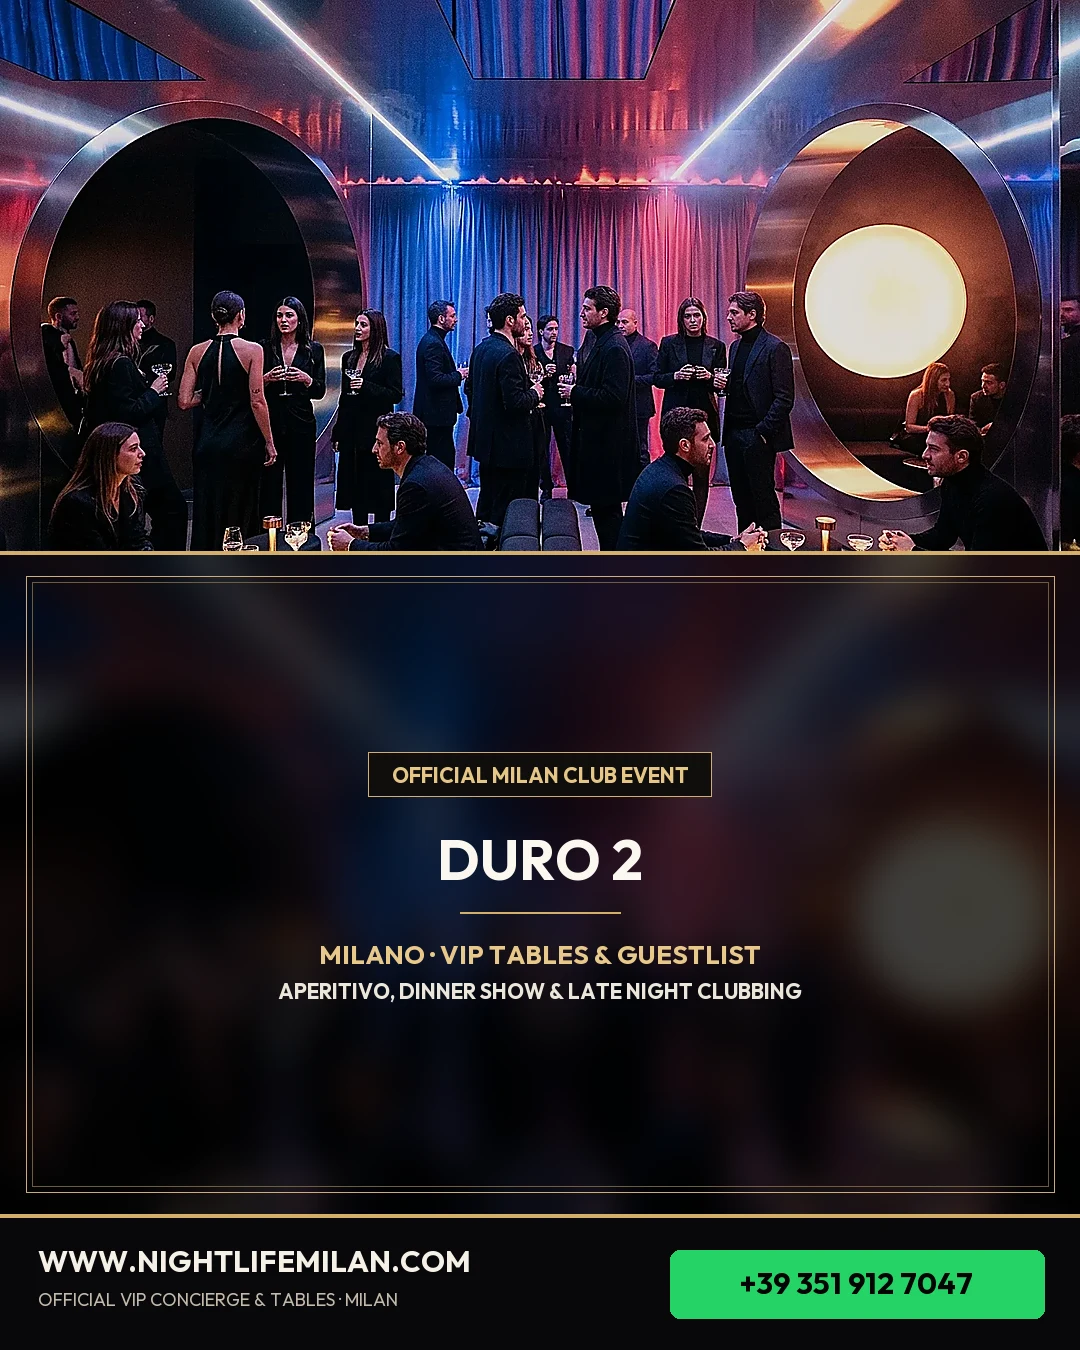 OFFICIAL MILAN CLUB EVENT
DURO 2
MILANO · VIP TABLES & GUESTLIST
APERITIVO, DINNER SHOW & LATE NIGHT CLUBBING
WWW.NIGHTLIFEMILAN.COM
OFFICIAL VIP CONCIERGE & TABLES · MILAN
+39 351 912 7047